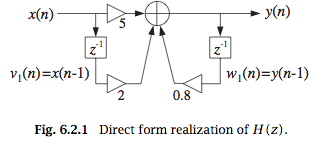 x(n) 5 y(n)
z⁻¹ z⁻¹
v₁(n)=x(n-1) w₁(n)=y(n-1)
2 0.8
Fig. 6.2.1 Direct form realization of H(z).